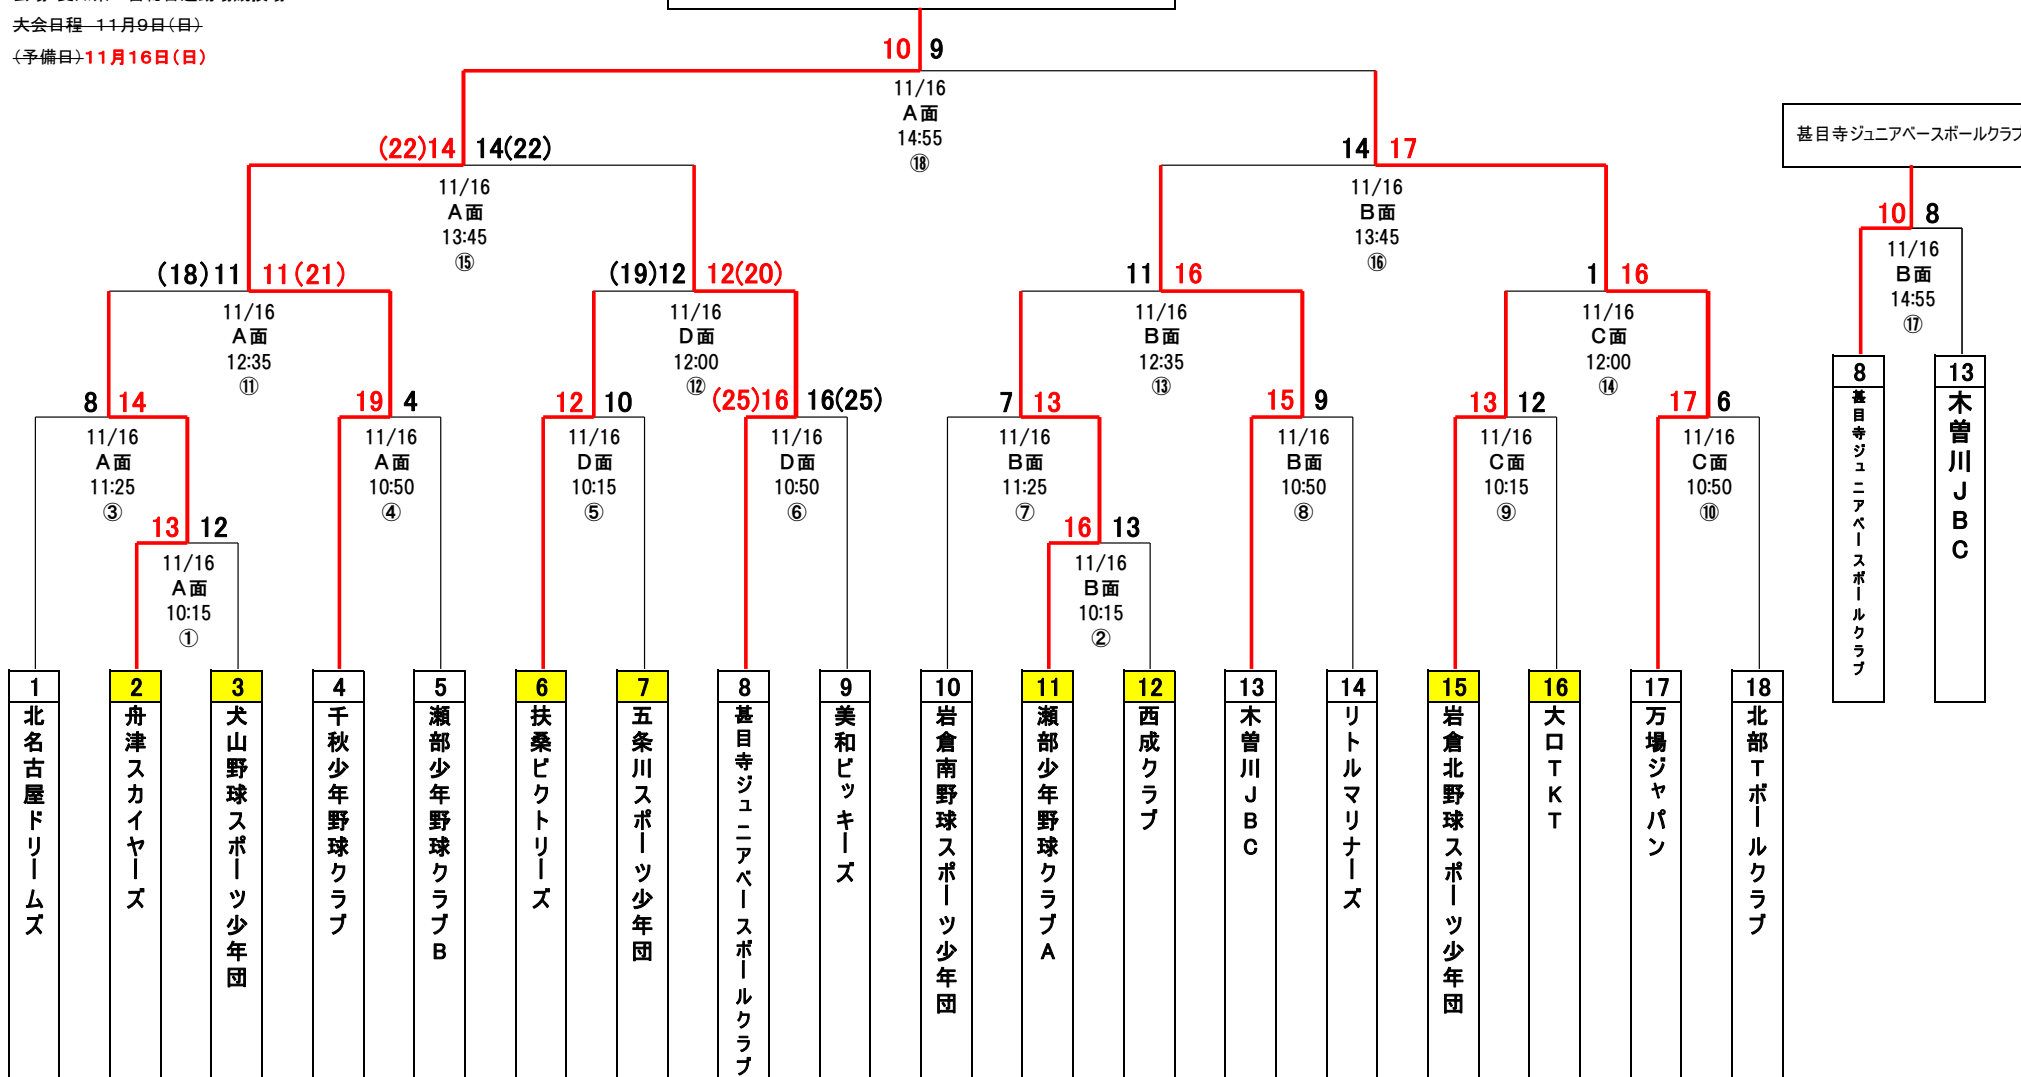 大会日程 11月9日(日)
(予備日)11月16日(日)
10 9
11/16
A面
14:55
⑱
(22)14 14(22)
11/16
A面
13:45
⑮
14 17
11/16
B面
13:45
⑯
甚目寺ジュニアベースボールクラブ
10 8
11/16
B面
14:55
⑰
8
甚目寺ジュニアベースボールクラブ
13
木曽川JBC
(18)11 11(21)
11/16
A面
12:35
⑪
(19)12 12(20)
11/16
D面
12:00
⑫
11 16
11/16
B面
12:35
⑬
1 16
11/16
C面
12:00
⑭
8 14
11/16
A面
11:25
③
19 4
11/16
A面
10:50
④
12 10
11/16
D面
10:15
⑤
(25)16 16(25)
11/16
D面
10:50
⑥
7 13
11/16
B面
11:25
⑦
15 9
11/16
B面
10:50
⑧
13 12
11/16
C面
10:15
⑨
17 6
11/16
C面
10:50
⑩
13 12
11/16
A面
10:15
①
16 13
11/16
B面
10:15
②
1
北名古屋ドリームズ
2
舟津スカイヤーズ
3
犬山野球スポーツ少年団
4
千秋少年野球クラブ
5
瀬部少年野球クラブB
6
扶桑ビクトリーズ
7
五条川スポーツ少年団
8
甚目寺ジュニアベースボールクラブ
9
美和ビッキーズ
10
岩倉南野球スポーツ少年団
11
瀬部少年野球クラブA
12
西成クラブ
13
木曽川JBC
14
リトルマリナーズ
15
岩倉北野球スポーツ少年団
16
大口TKT
17
万場ジャパン
18
北部Tボールクラブ